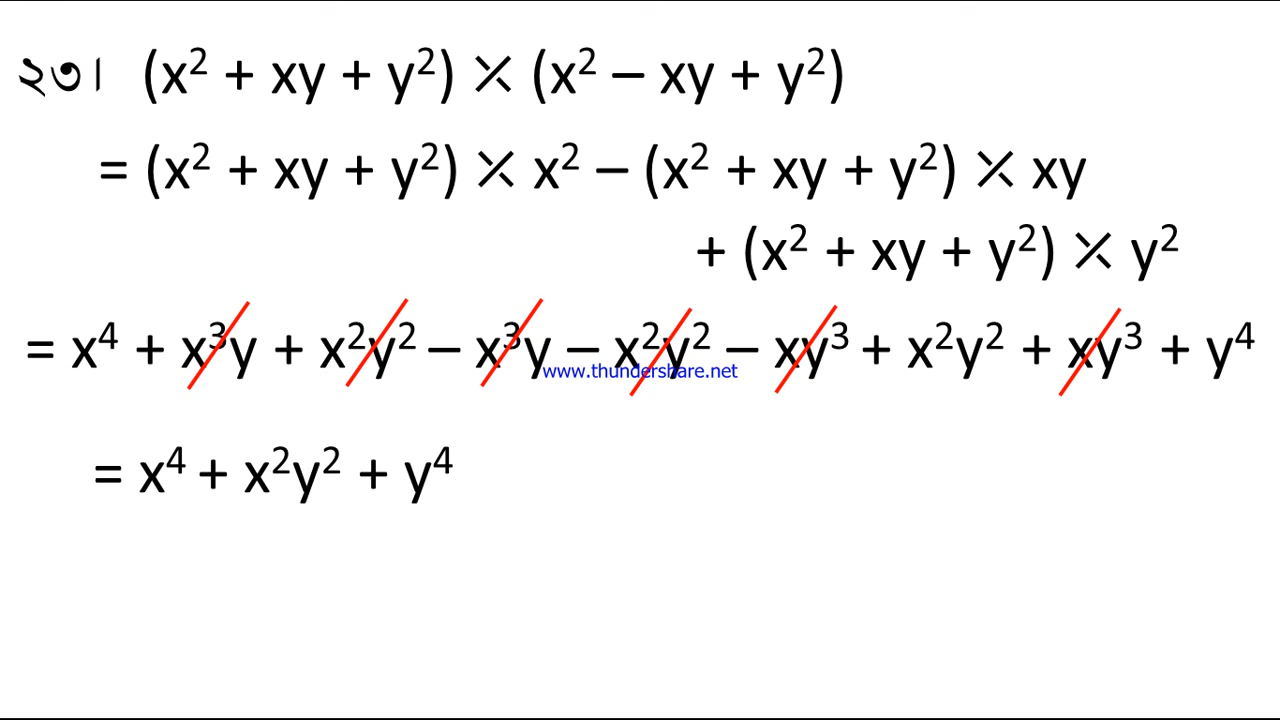 ২৩। (x² + xy + y²) × (x² – xy + y²)
= (x² + xy + y²) × x² – (x² + xy + y²) × xy
+ (x² + xy + y²) × y²
= x⁴ + x³y + x²y² – x³y – x²y² – xy³ + x²y² + xy³ + y⁴
www.thundershare.net
= x⁴ + x²y² + y⁴